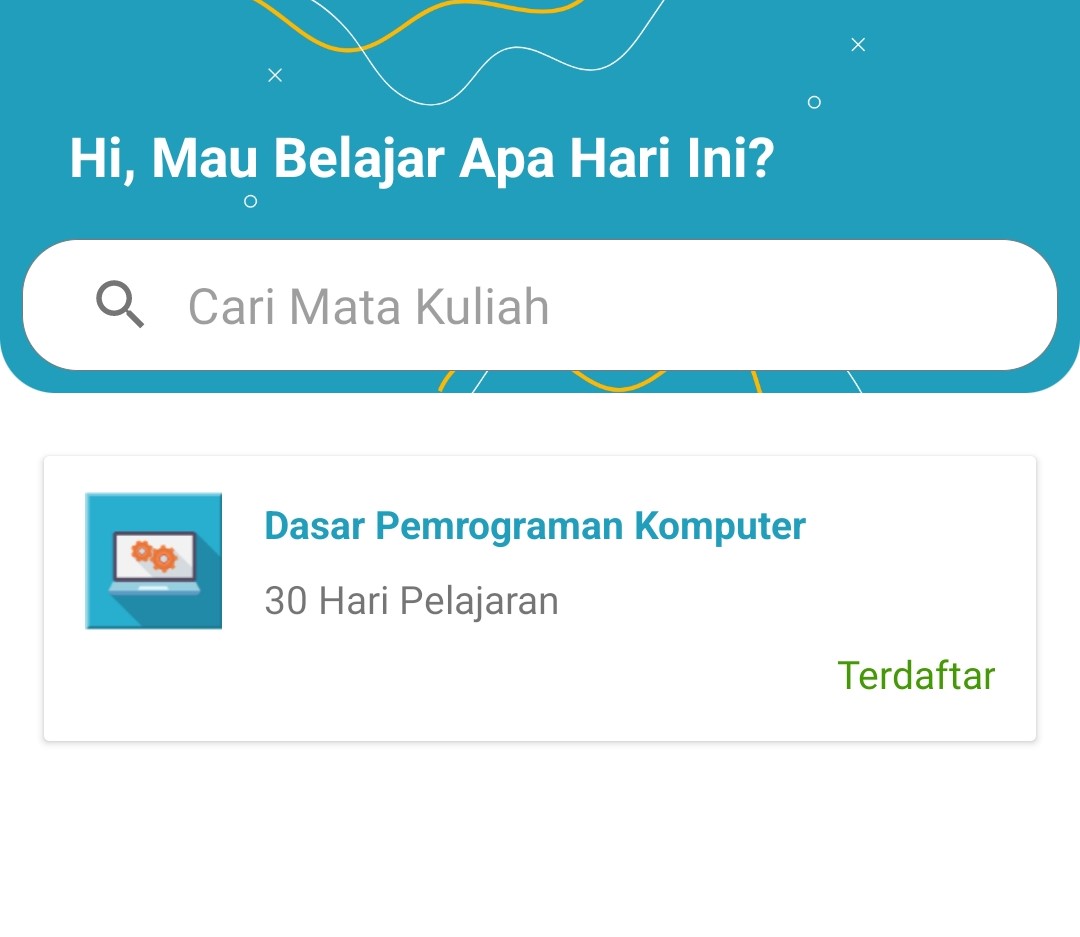 Hi, Mau Belajar Apa Hari Ini?
Cari Mata Kuliah
Dasar Pemrograman Komputer
30 Hari Pelajaran
Terdaftar